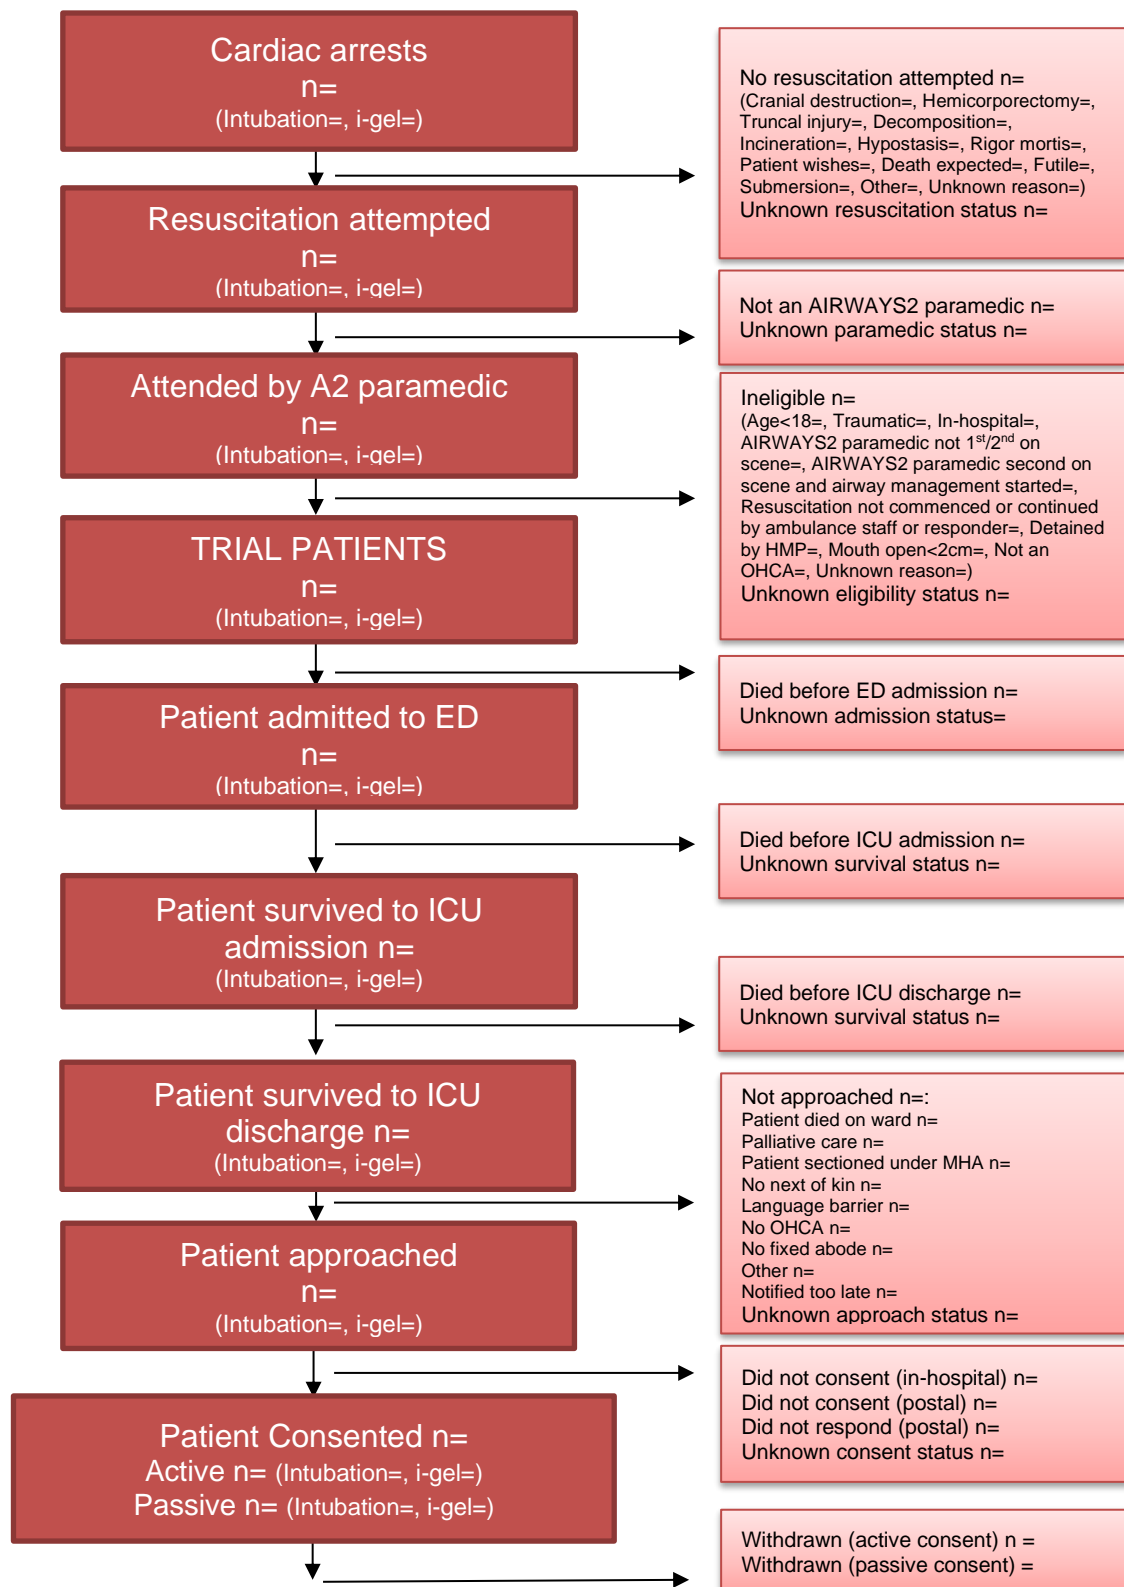 Cardiac arrests
n=
(Intubation=, i-gel=)
No resuscitation attempted n=
(Cranial destruction=, Hemicorporectomy=,
Truncal injury=, Decomposition=,
Incineration=, Hypostasis=, Rigor mortis=,
Patient wishes=, Death expected=, Futile=,
Submersion=, Other=, Unknown reason=)
Unknown resuscitation status n=
Resuscitation attempted
n=
(Intubation=, i-gel=)
Not an AIRWAYS2 paramedic n=
Unknown paramedic status n=
Attended by A2 paramedic
n=
(Intubation=, i-gel=)
Ineligible n=
(Age<18=, Traumatic=, In-hospital=,
AIRWAYS2 paramedic not 1st/2nd on
scene=, AIRWAYS2 paramedic second on
scene and airway management started=,
Resuscitation not commenced or continued
by ambulance staff or responder=, Detained
by HMP=, Mouth open<2cm=, Not an
OHCA=, Unknown reason=)
Unknown eligibility status n=
TRIAL PATIENTS
n=
(Intubation=, i-gel=)
Died before ED admission n=
Unknown admission status=
Patient admitted to ED
n=
(Intubation=, i-gel=)
Died before ICU admission n=
Unknown survival status n=
Patient survived to ICU
admission n=
(Intubation=, i-gel=)
Died before ICU discharge n=
Unknown survival status n=
Patient survived to ICU
discharge n=
(Intubation=, i-gel=)
Not approached n=:
Patient died on ward n=
Palliative care n=
Patient sectioned under MHA n=
No next of kin n=
Language barrier n=
No OHCA n=
No fixed abode n=
Other n=
Notified too late n=
Unknown approach status n=
Patient approached
n=
(Intubation=, i-gel=)
Did not consent (in-hospital) n=
Did not consent (postal) n=
Did not respond (postal) n=
Unknown consent status n=
Patient Consented n=
Active n= (Intubation=, i-gel=)
Passive n= (Intubation=, i-gel=)
Withdrawn (active consent) n =
Withdrawn (passive consent) =